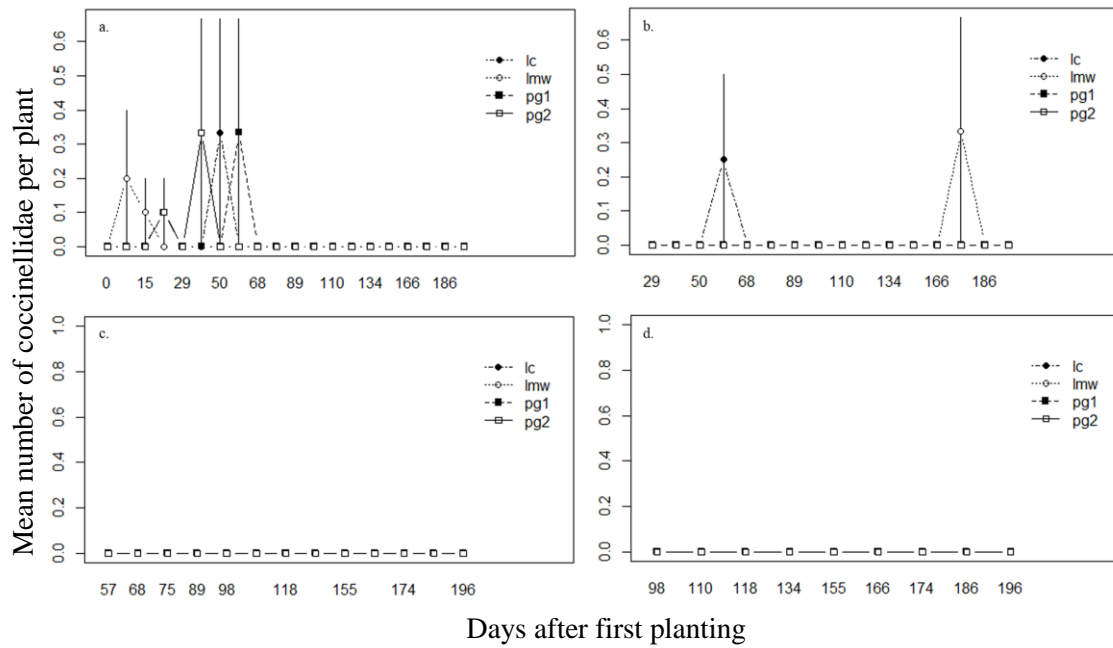 Mean number of coccinellidae per plant
a.
lc
lmw
pg1
pg2
0.6
0.5
0.4
0.3
0.2
0.1
0.0
0 15 29 50 68 89 110 134 166 186
b.
lc
lmw
pg1
pg2
0.6
0.5
0.4
0.3
0.2
0.1
0.0
29 50 68 89 110 134 166 186
c.
lc
lmw
pg1
pg2
1.0
0.8
0.6
0.4
0.2
0.0
57 68 75 89 98 118 155 174 196
d.
lc
lmw
pg1
pg2
1.0
0.8
0.6
0.4
0.2
0.0
98 110 118 134 155 166 174 186 196
Days after first planting